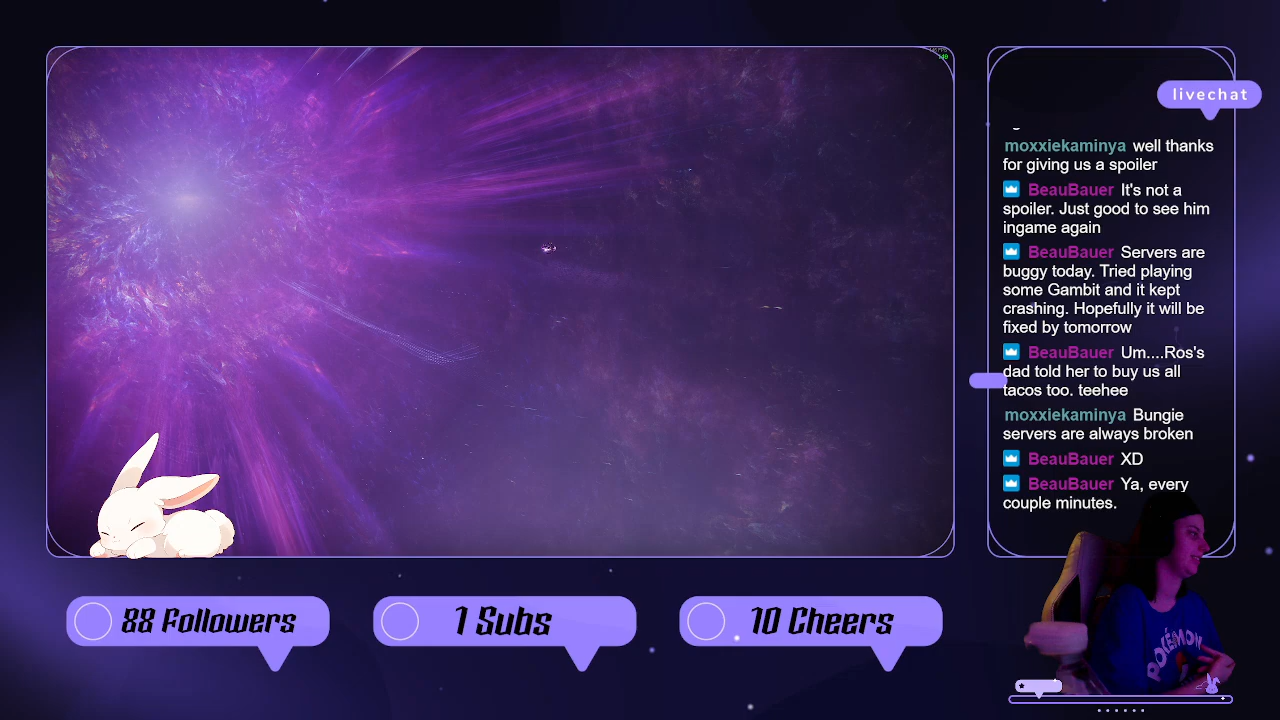 149
livechat
moxxiekaminya well thanks
for giving us a spoiler
BeauBauer It's not a
spoiler. Just good to see him
ingame again
BeauBauer Servers are
buggy today. Tried playing
some Gambit and it kept
crashing. Hopefully it will be
fixed by tomorrow
BeauBauer Um....Ros's
dad told her to buy us all
tacos too. teehee
moxxiekaminya Bungie
servers are always broken
BeauBauer XD
BeauBauer Ya, every
couple minutes.
88 Followers
1 Subs
10 Cheers
POKÉMON